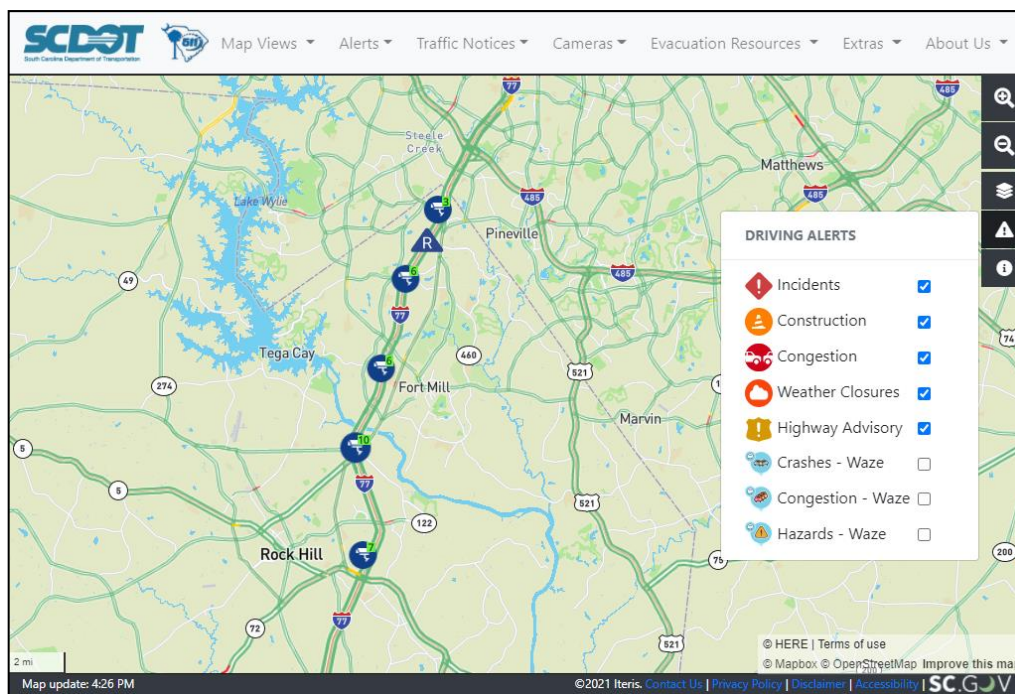 SCDOT
South Carolina Department of Transportation
511
Map Views
Alerts
Traffic Notices
Cameras
Evacuation Resources
Extras
About Us
77
485
Steele
Creek
Matthews
485
Lake Wylie
485
3
Pineville
R
6
485
49
77
Tega Cay
6
460
521
74
274
Fort Mill
Marvin
10
5
77
5
521
122
Rock Hill
7
75
200
77
72
521
DRIVING ALERTS
Incidents
Construction
Congestion
Weather Closures
Highway Advisory
Crashes - Waze
Congestion - Waze
Hazards - Waze
2 mi
© HERE | Terms of use
© Mapbox © OpenStreetMap Improve this map
Map update: 4:26 PM
©2021 Iteris. Contact Us | Privacy Policy | Disclaimer | Accessibility | SC.GOV